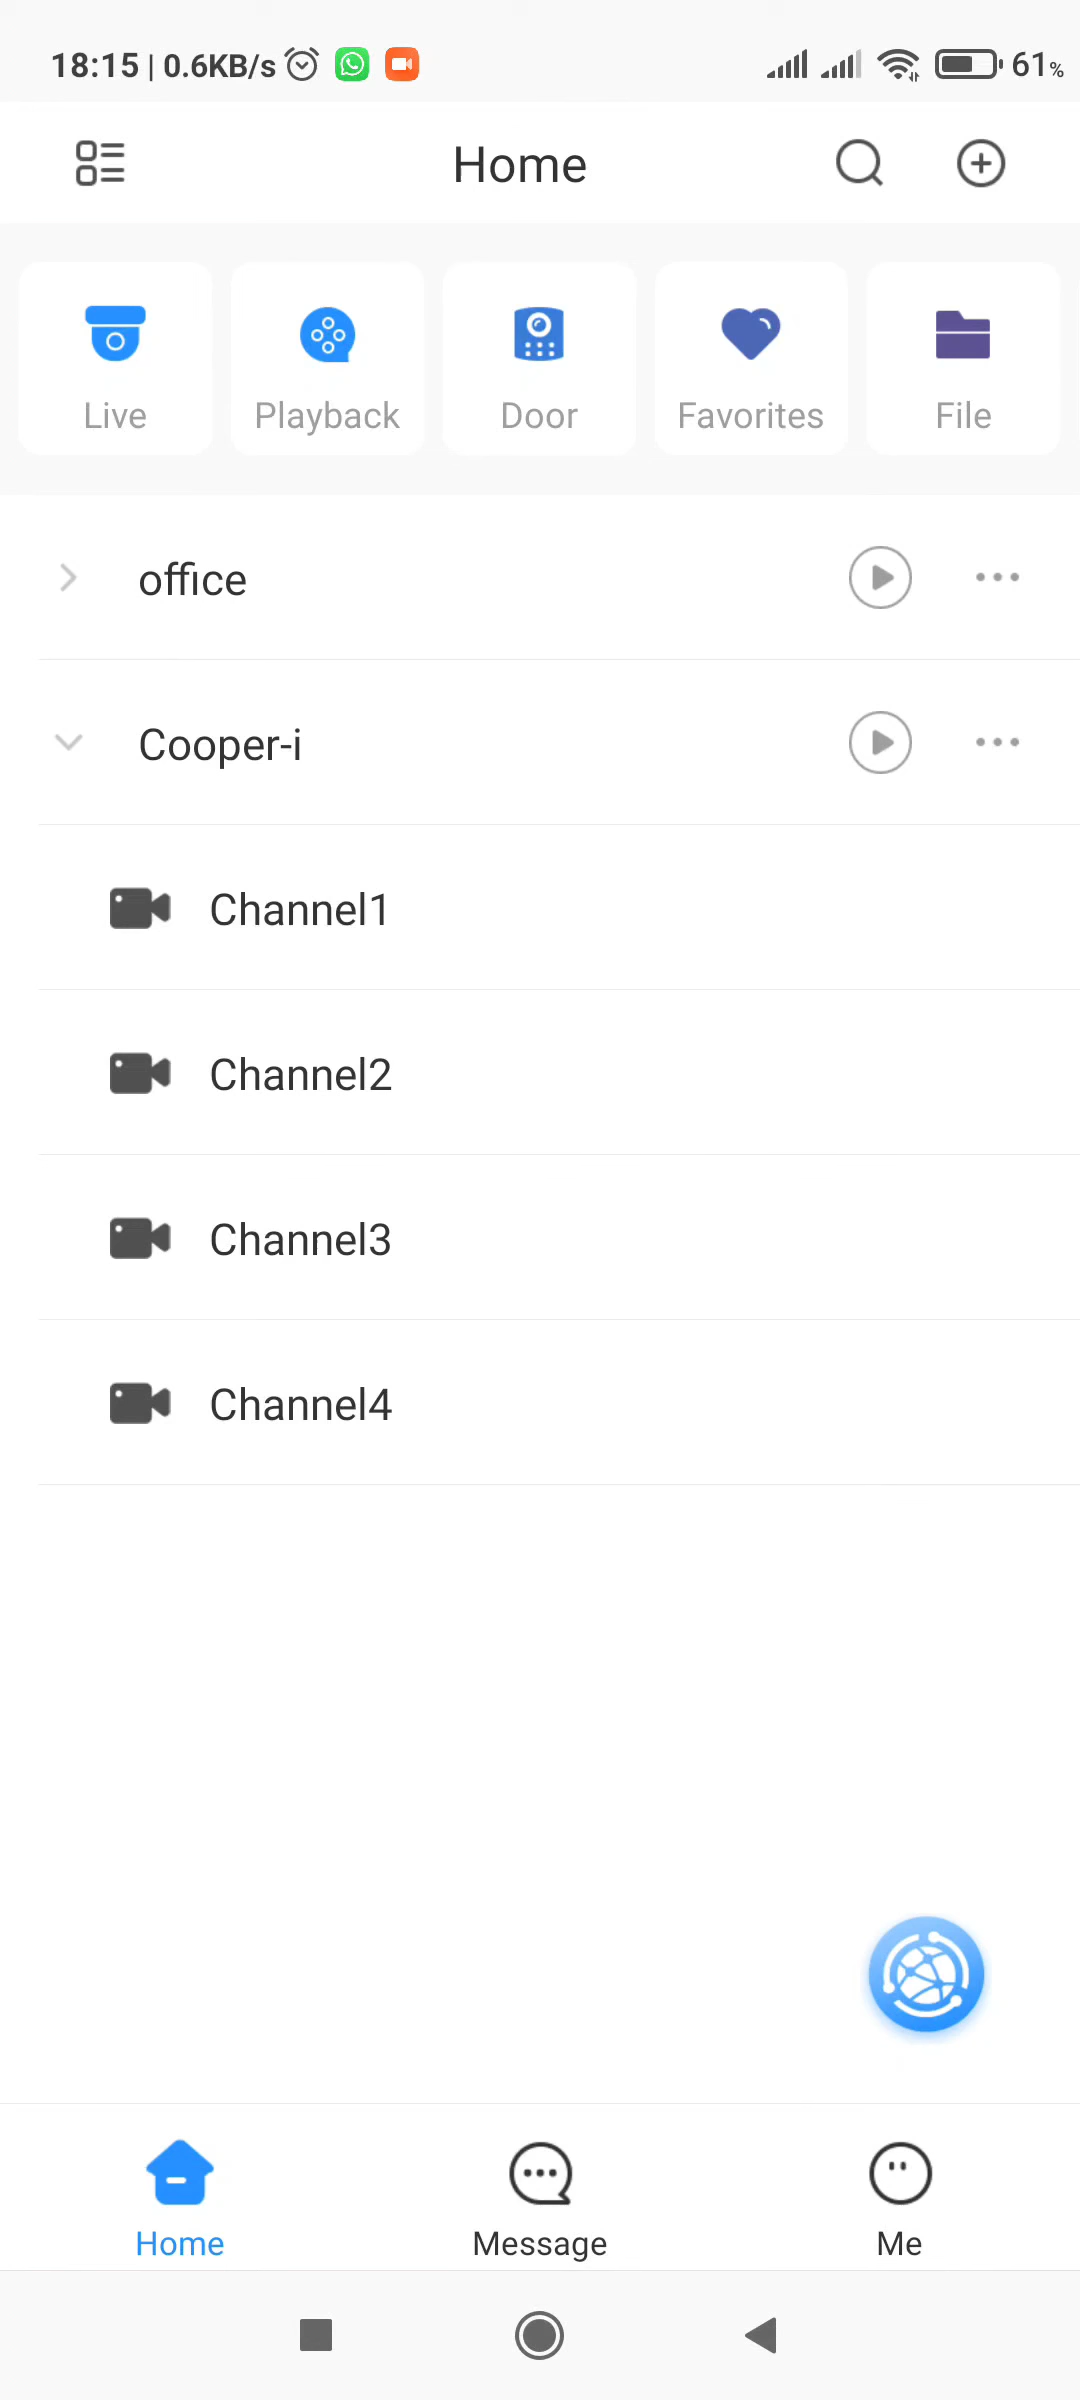 18:15 | 0.6KB/s 61%
Home
Live Playback Door Favorites File
office
Cooper-i
Channel1
Channel2
Channel3
Channel4
Home Message Me